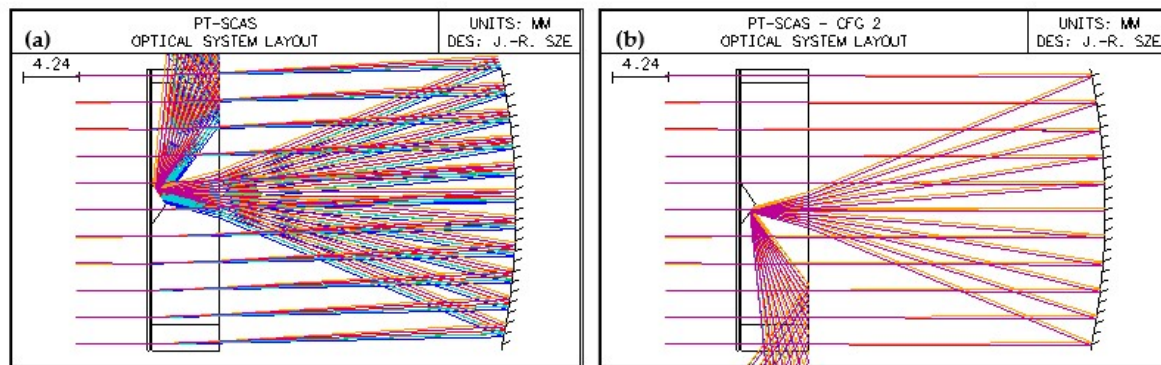 (a)
PT-SCAS
OPTICAL SYSTEM LAYOUT
UNITS: MM
DES: J.-R. SZE
4.24
(b)
PT-SCAS - CFG 2
OPTICAL SYSTEM LAYOUT
UNITS: MM
DES: J.-R. SZE
4.24